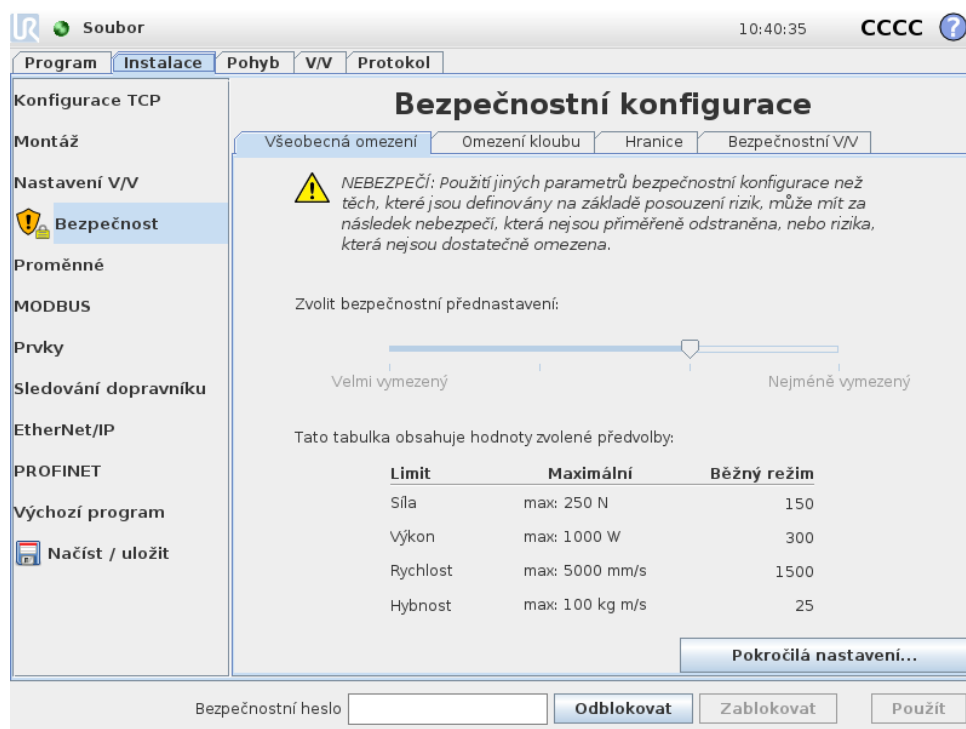 UR Soubor 10:40:35 CCCC ?
Program Instalace Pohyb V/V Protokol
Konfigurace TCP
Montáž
Nastavení V/V
Bezpečnost
Proměnné
MODBUS
Prvky
Sledování dopravníku
EtherNet/IP
PROFINET
Výchozí program
Načíst / uložit
Bezpečnostní konfigurace
Všeobecná omezení Omezení kloubu Hranice Bezpečnostní V/V
NEBEZPEČÍ: Použití jiných parametrů bezpečnostní konfigurace než
těch, které jsou definovány na základě posouzení rizik, může mít za
následek nebezpečí, která nejsou přiměřeně odstraněna, nebo rizika,
která nejsou dostatečně omezena.
Zvolit bezpečnostní přednastavení:
Velmi vymezený Nejméně vymezený
Tato tabulka obsahuje hodnoty zvolené předvolby:
Limit Maximální Běžný režim
Síla max: 250 N 150
Výkon max: 1000 W 300
Rychlost max: 5000 mm/s 1500
Hybnost max: 100 kg m/s 25
Pokročilá nastavení...
Bezpečnostní heslo Odblokovat Zablokovat Použít